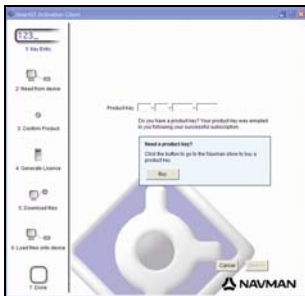 SmartST Activation Client
123_
1. Key Entry
2. Read from device
3. Confirm Product
4. Generate Licence
5. Download files
6. Load files onto device
7. Done
Product key:
Do you have a product key? Your product key was emailed
to you following your successful subscription.
Need a product key?
Click the button to go to the Navman store to buy a
product key.
Buy
Cancel
NAVMAN